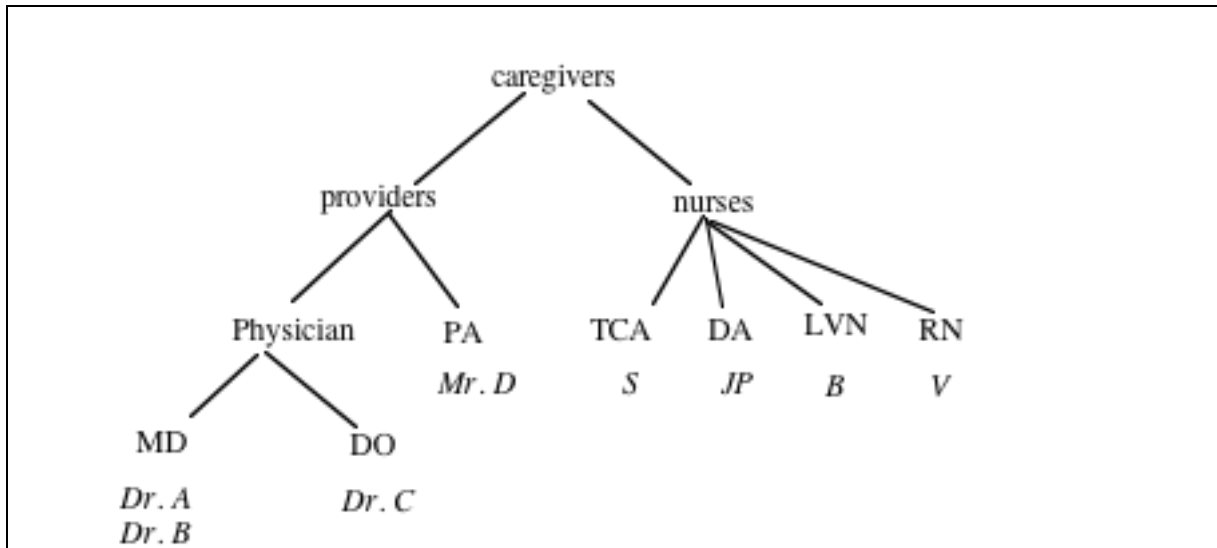 caregivers
providers nurses
Physician PA TCA DA LVN RN
Mr. D S JP B V
MD DO
Dr. A Dr. C
Dr. B